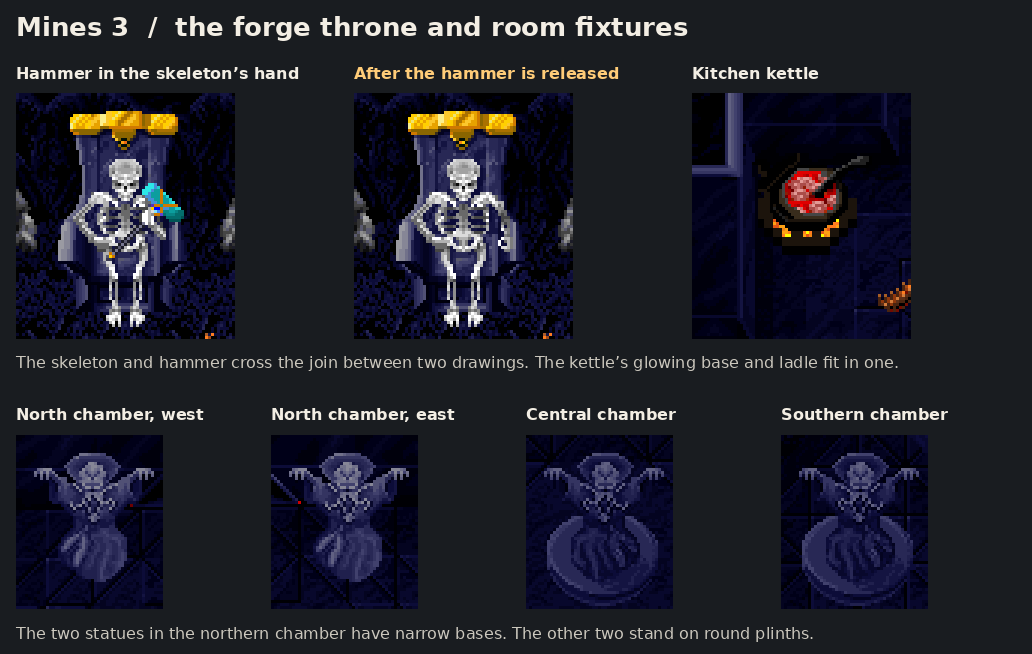 Mines 3 / the forge throne and room fixtures
Hammer in the skeleton’s hand
After the hammer is released
Kitchen kettle
The skeleton and hammer cross the join between two drawings. The kettle’s glowing base and ladle fit in one.
North chamber, west
North chamber, east
Central chamber
Southern chamber
The two statues in the northern chamber have narrow bases. The other two stand on round plinths.